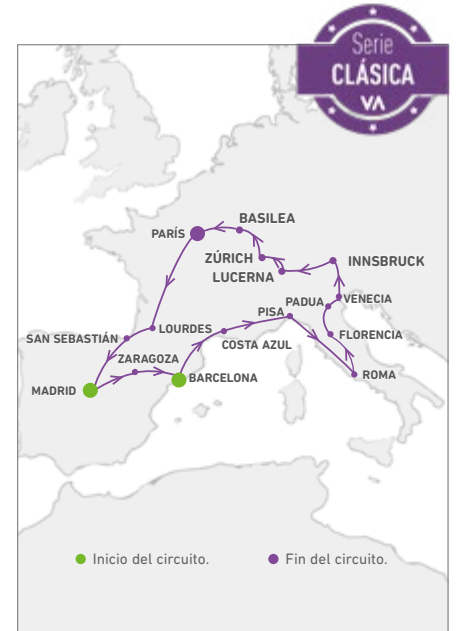 Serie
CLÁSICA
VA
BASILEA
PARÍS
ZÚRICH
LUCERNA
INNSBRUCK
PADUA
VENECIA
PISA
LOURDES
SAN SEBASTIÁN
FLORENCIA
COSTA AZUL
ZARAGOZA
ROMA
BARCELONA
MADRID
Inicio del circuito.
Fin del circuito.